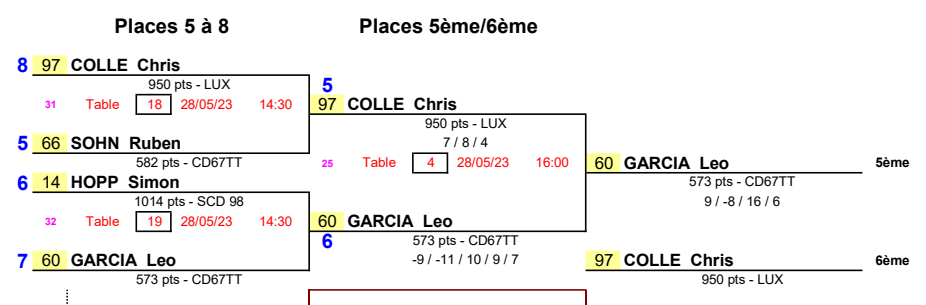 Places 5 à 8 Places 5ème/6ème
8 97 COLLE Chris
950 pts - LUX
5
31 Table 18 28/05/23 14:30 97 COLLE Chris
950 pts - LUX
5 66 SOHN Ruben 7 / 8 / 4
582 pts - CD67TT 25 Table 4 28/05/23 16:00 60 GARCIA Leo 5ème
6 14 HOPP Simon 573 pts - CD67TT
1014 pts - SCD 98 9 / -8 / 16 / 6
32 Table 19 28/05/23 14:30 60 GARCIA Leo
6 573 pts - CD67TT
7 60 GARCIA Leo -9 / -11 / 10 / 9 / 7 97 COLLE Chris 6ème
573 pts - CD67TT 950 pts - LUX